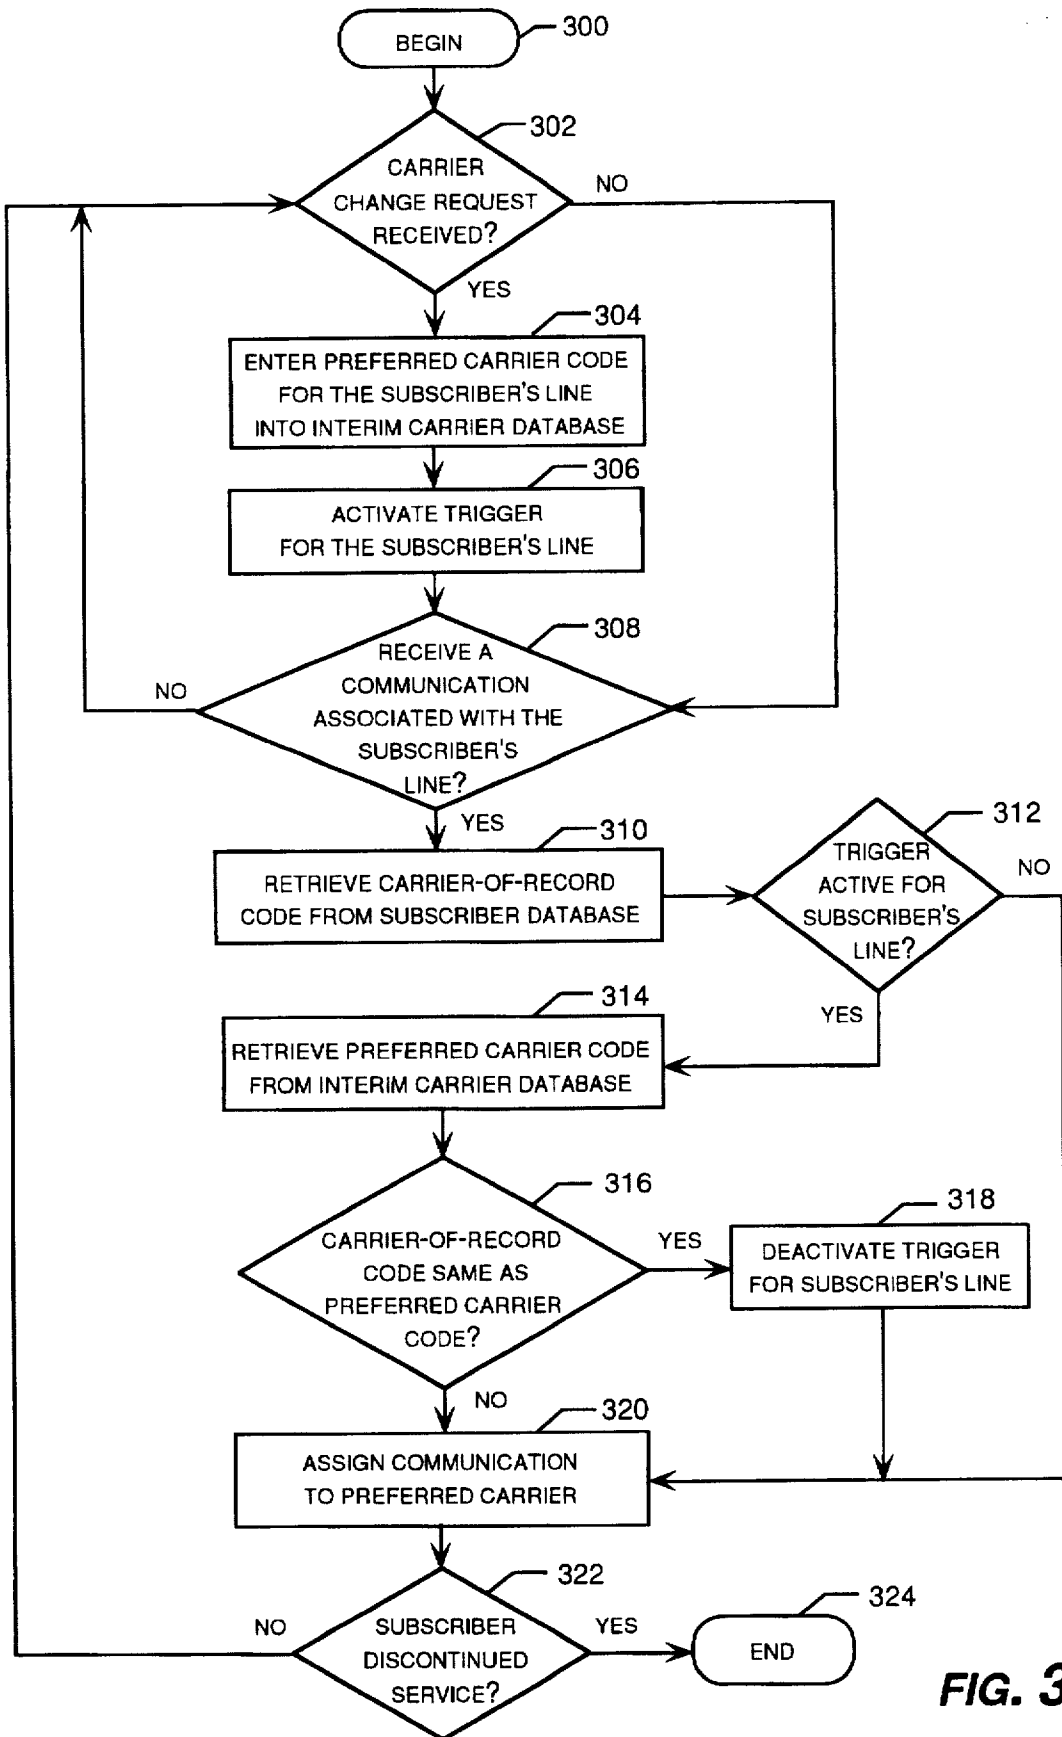 BEGIN
300
302
CARRIER
CHANGE REQUEST
RECEIVED?
NO
YES
304
ENTER PREFERRED CARRIER CODE
FOR THE SUBSCRIBER'S LINE
INTO INTERIM CARRIER DATABASE
306
ACTIVATE TRIGGER
FOR THE SUBSCRIBER'S LINE
308
RECEIVE A
COMMUNICATION
ASSOCIATED WITH THE
SUBSCRIBER'S
LINE?
NO
YES
310
RETRIEVE CARRIER-OF-RECORD
CODE FROM SUBSCRIBER DATABASE
312
TRIGGER
ACTIVE FOR
SUBSCRIBER'S
LINE?
NO
YES
314
RETRIEVE PREFERRED CARRIER CODE
FROM INTERIM CARRIER DATABASE
316
CARRIER-OF-RECORD
CODE SAME AS
PREFERRED CARRIER
CODE?
YES
318
DEACTIVATE TRIGGER
FOR SUBSCRIBER'S LINE
NO
320
ASSIGN COMMUNICATION
TO PREFERRED CARRIER
322
SUBSCRIBER
DISCONTINUED
SERVICE?
NO
YES
324
END
FIG. 3